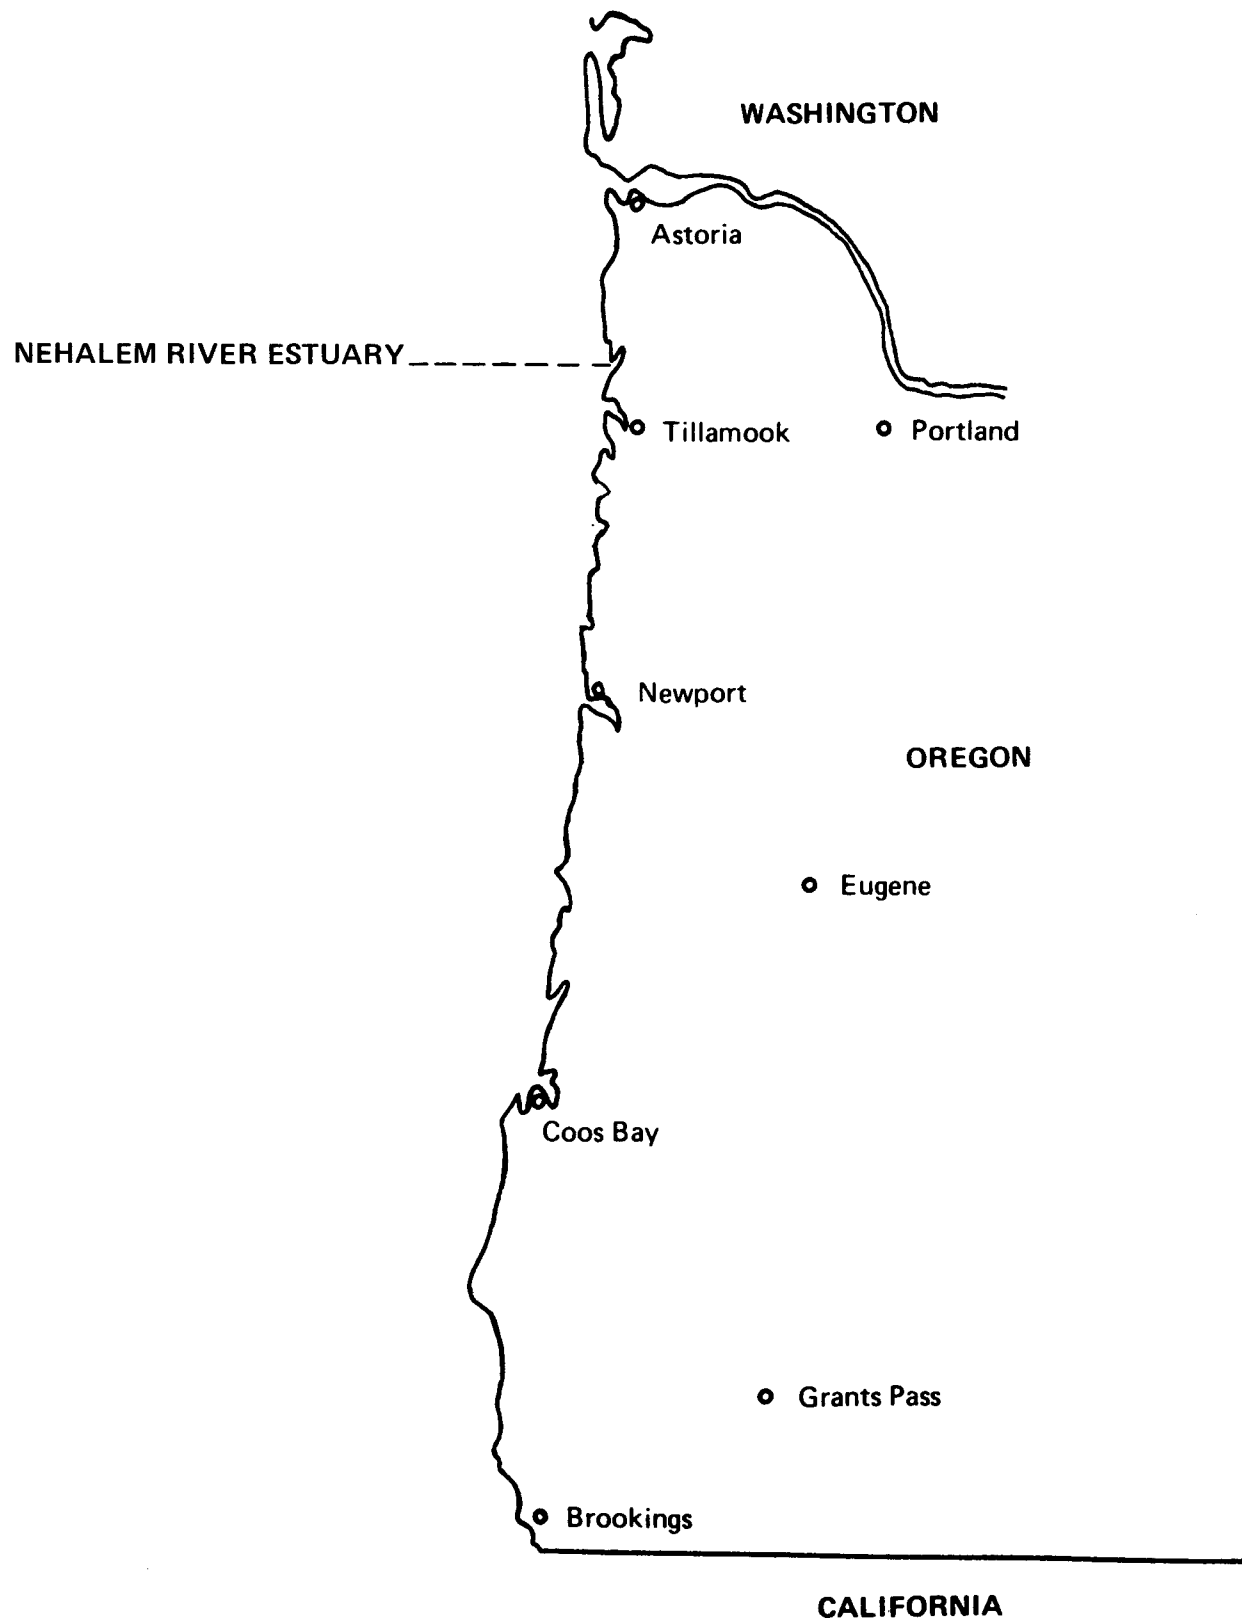 WASHINGTON
Astoria
NEHALEM RIVER ESTUARY
Tillamook
Portland
Newport
OREGON
Eugene
Coos Bay
Grants Pass
Brookings
CALIFORNIA